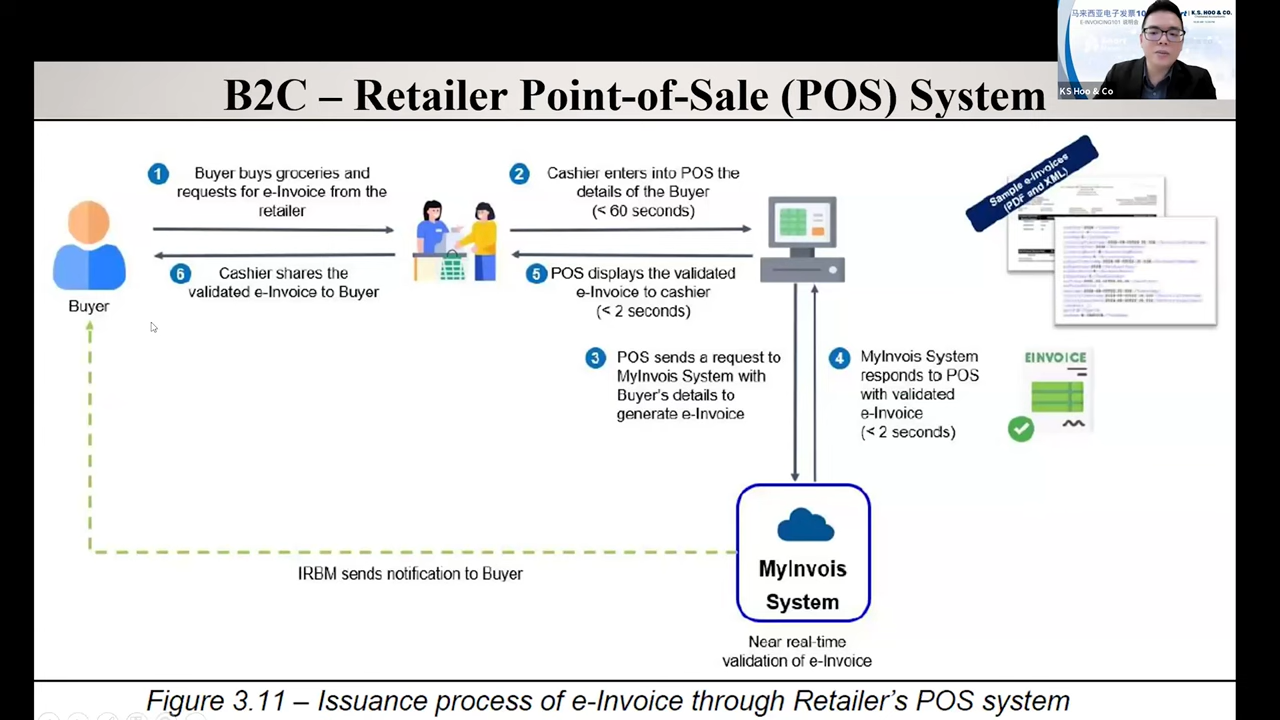 马来西亚电子发票10
K.S. HOO & CO.
E-INVOICING101 说明会
KS Hoo & Co
B2C – Retailer Point-of-Sale (POS) System
1
Buyer buys groceries and
requests for e-Invoice from the
retailer
2
Cashier enters into POS the
details of the Buyer
(< 60 seconds)
Sample e-invoices
(PDF and XML)
6
Cashier shares the
validated e-Invoice to Buyer
5
POS displays the validated
e-Invoice to cashier
(< 2 seconds)
Buyer
3
POS sends a request to
MyInvois System with
Buyer's details to
generate e-Invoice
4
MyInvois System
responds to POS
with validated
e-Invoice
(< 2 seconds)
EINVOICE
MyInvois
System
IRBM sends notification to Buyer
Near real-time
validation of e-Invoice
Figure 3.11 – Issuance process of e-Invoice through Retailer's POS system